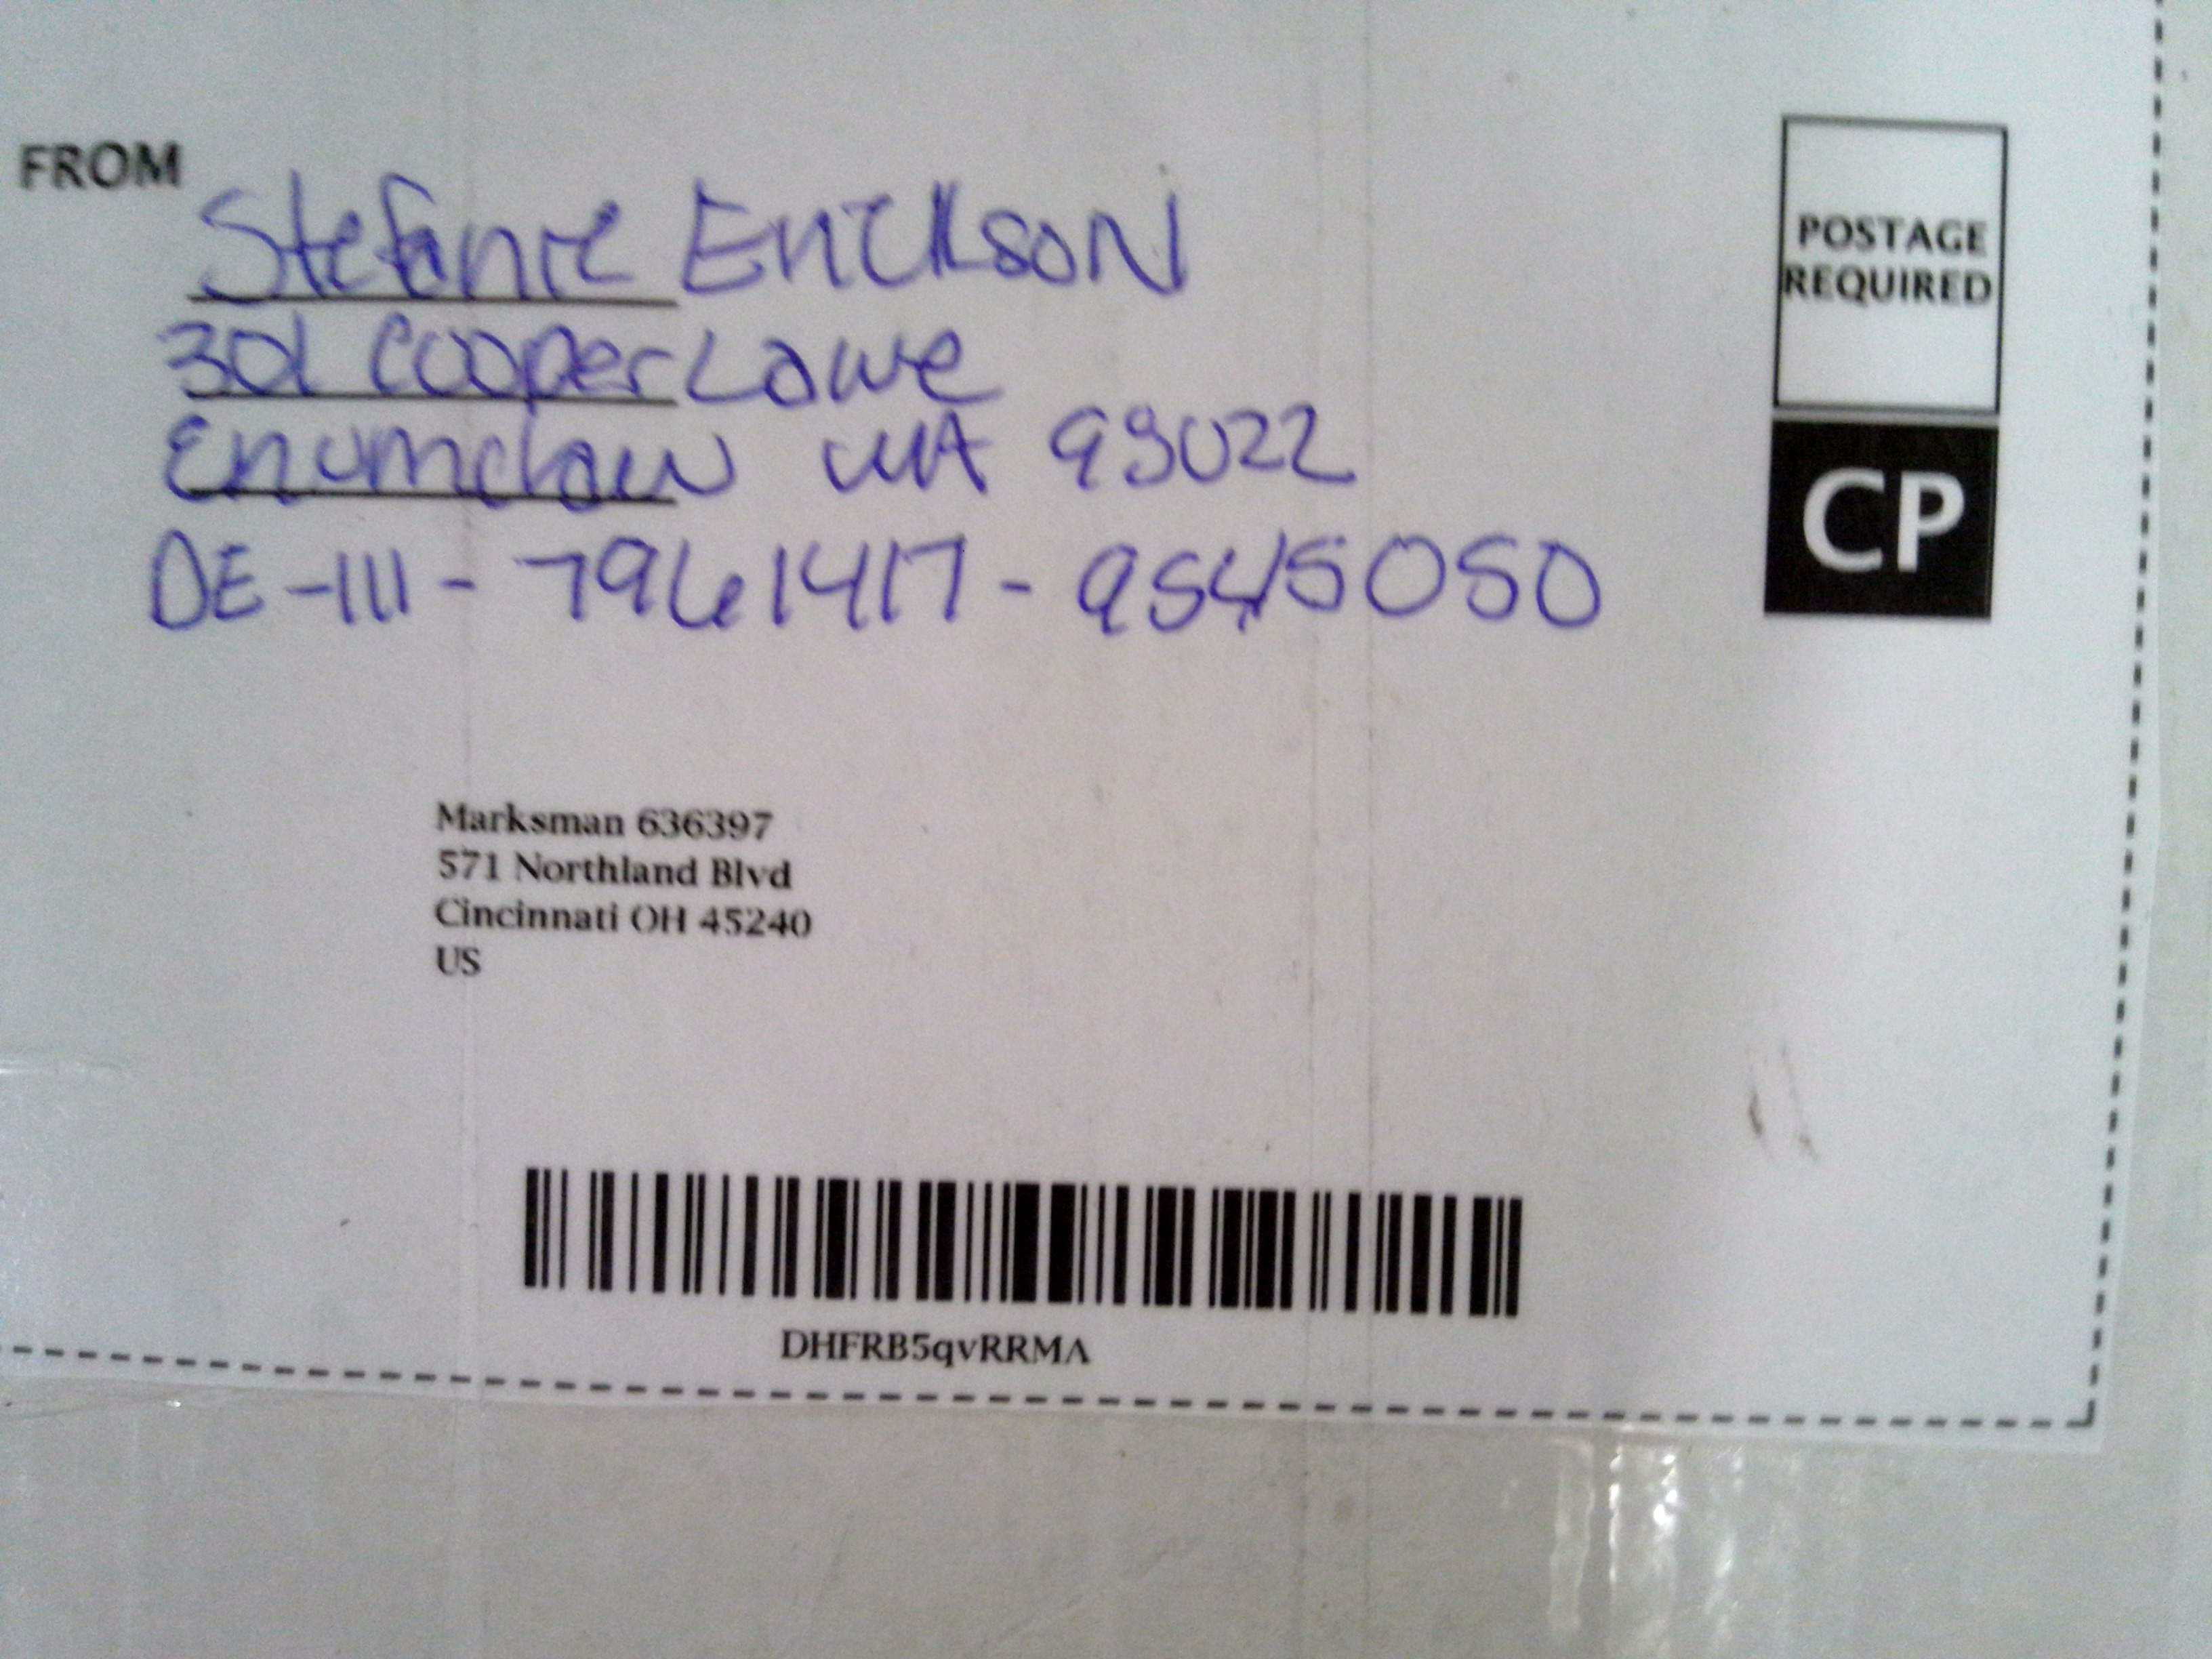 FROM
Stefanie Erickson
301 Cooper Lowe
Enumclaw WA 98022
DE-111-7961417-9545050
POSTAGE
REQUIRED
CP
Marksman 636397
571 Northland Blvd
Cincinnati OH 45240
US
DHFRB5qvRRMA